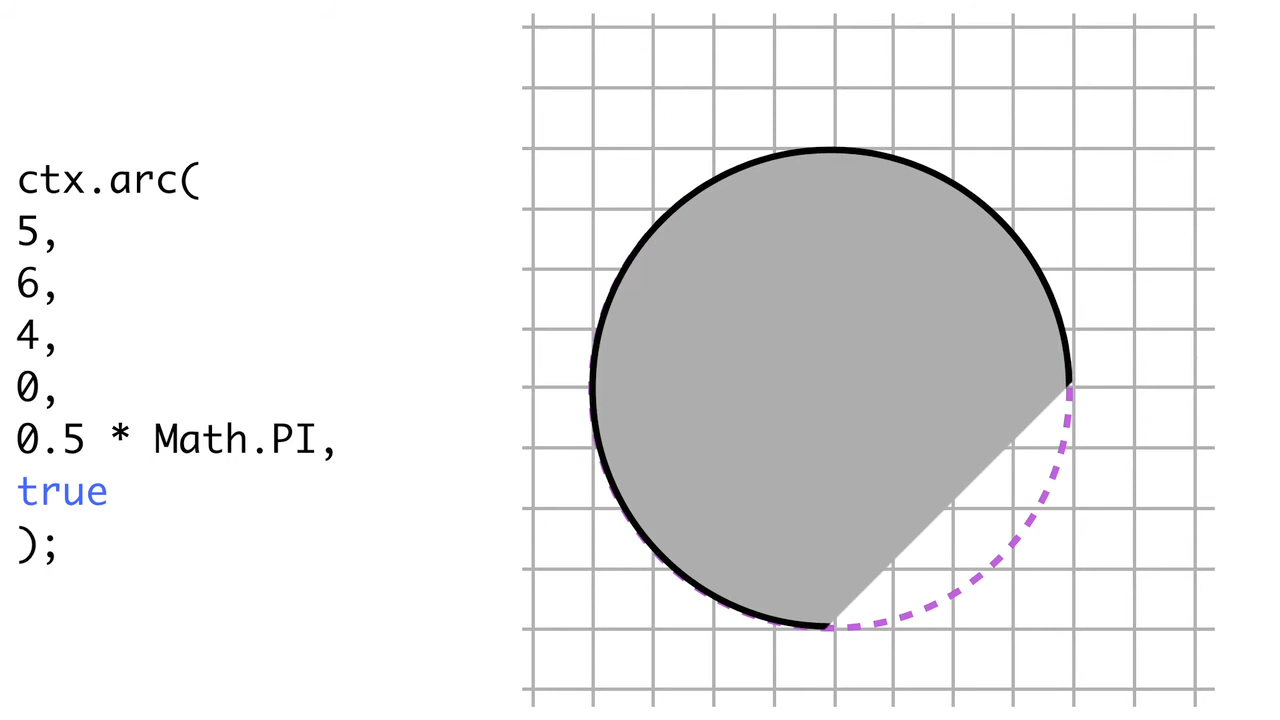 ctx.arc(
5,
6,
4,
0,
0.5 * Math.PI,
true
);